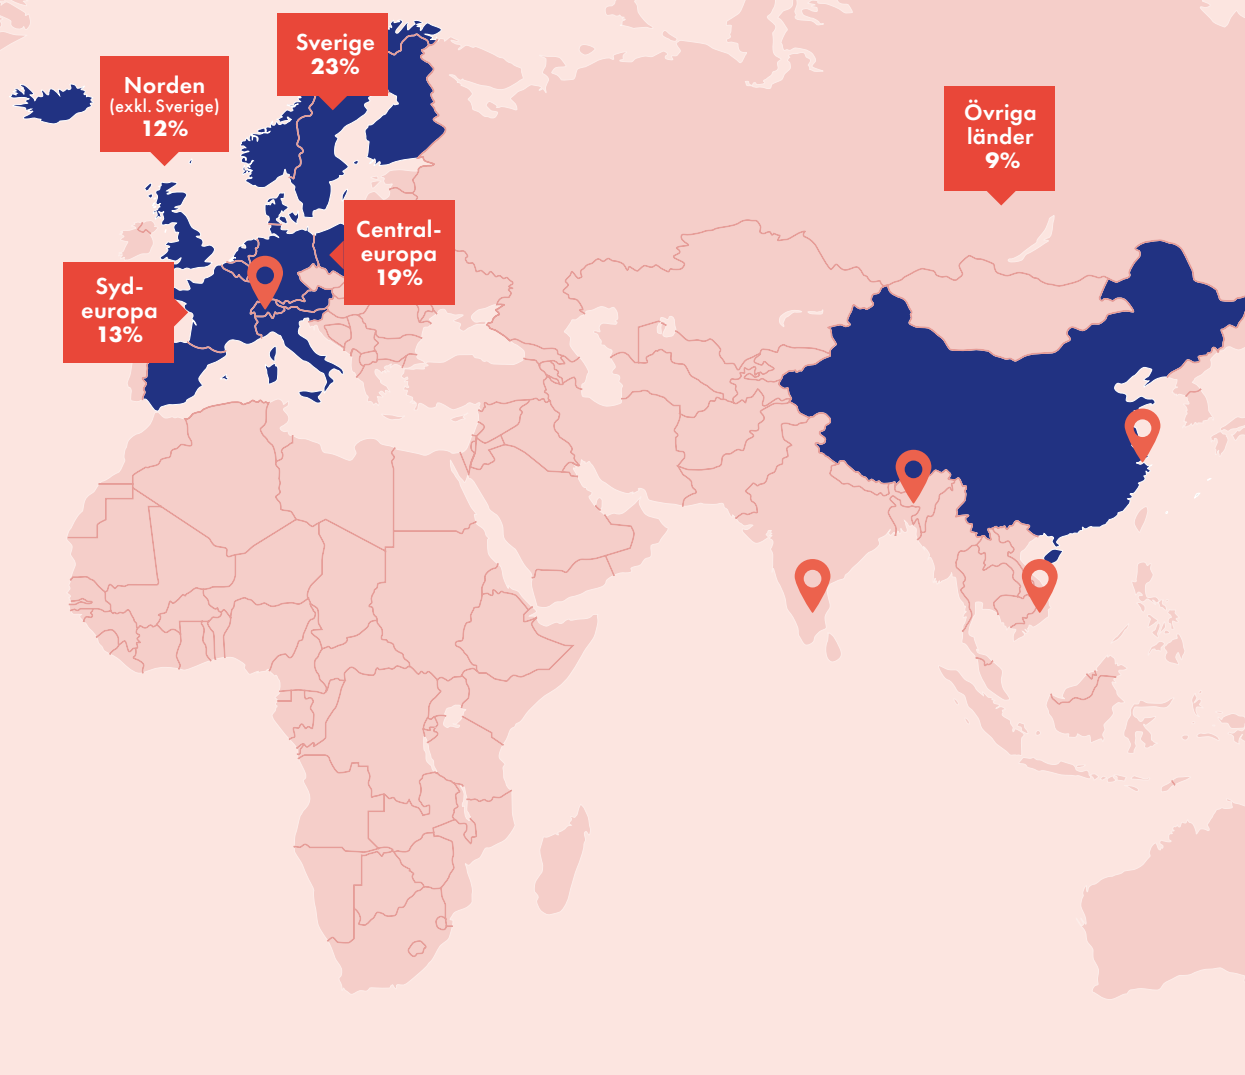 Sverige
23%
Norden
(exkl. Sverige)
12%
Övriga
länder
9%
Central-
europa
19%
Syd-
europa
13%